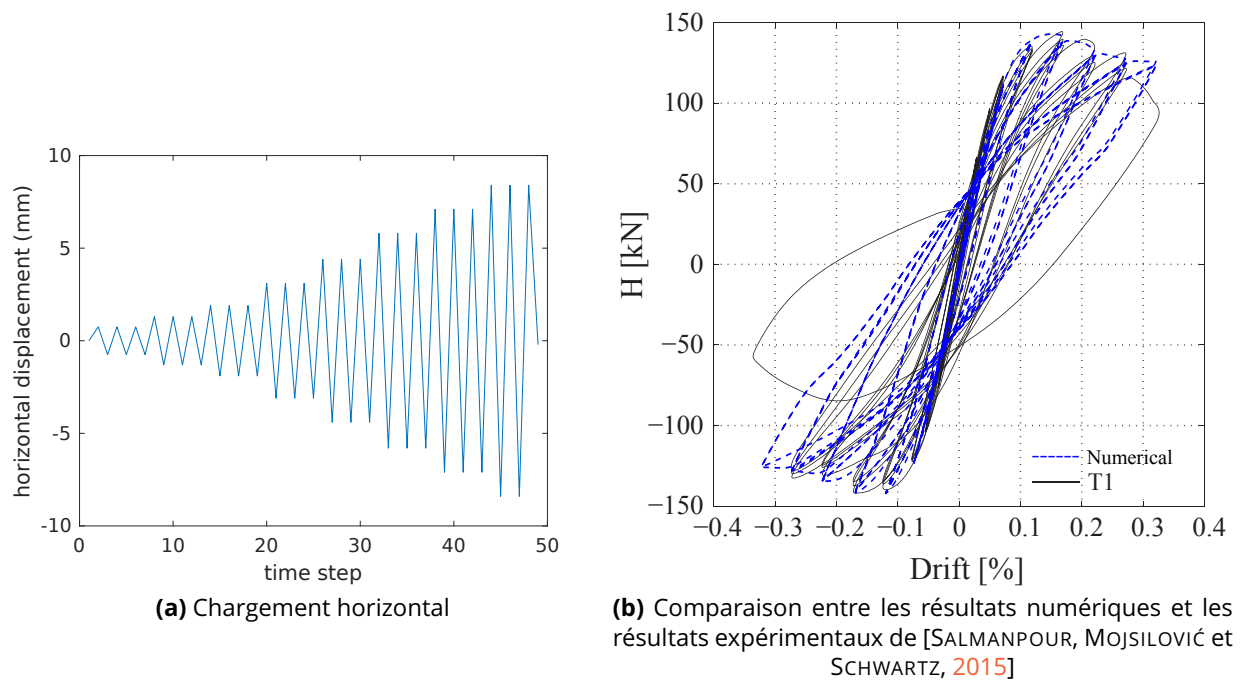 10
5
0
-5
-10
horizontal displacement (mm)
0
10
20
30
40
50
time step
(a) Chargement horizontal
150
100
50
0
−50
−100
−150
H [kN]
Numerical
T1
−0.4
−0.3
−0.2
−0.1
0
0.1
0.2
0.3
0.4
Drift [%]
(b) Comparaison entre les résultats numériques et les
résultats expérimentaux de [SALMANPOUR, MOJSILOVIĆ et
SCHWARTZ, 2015]